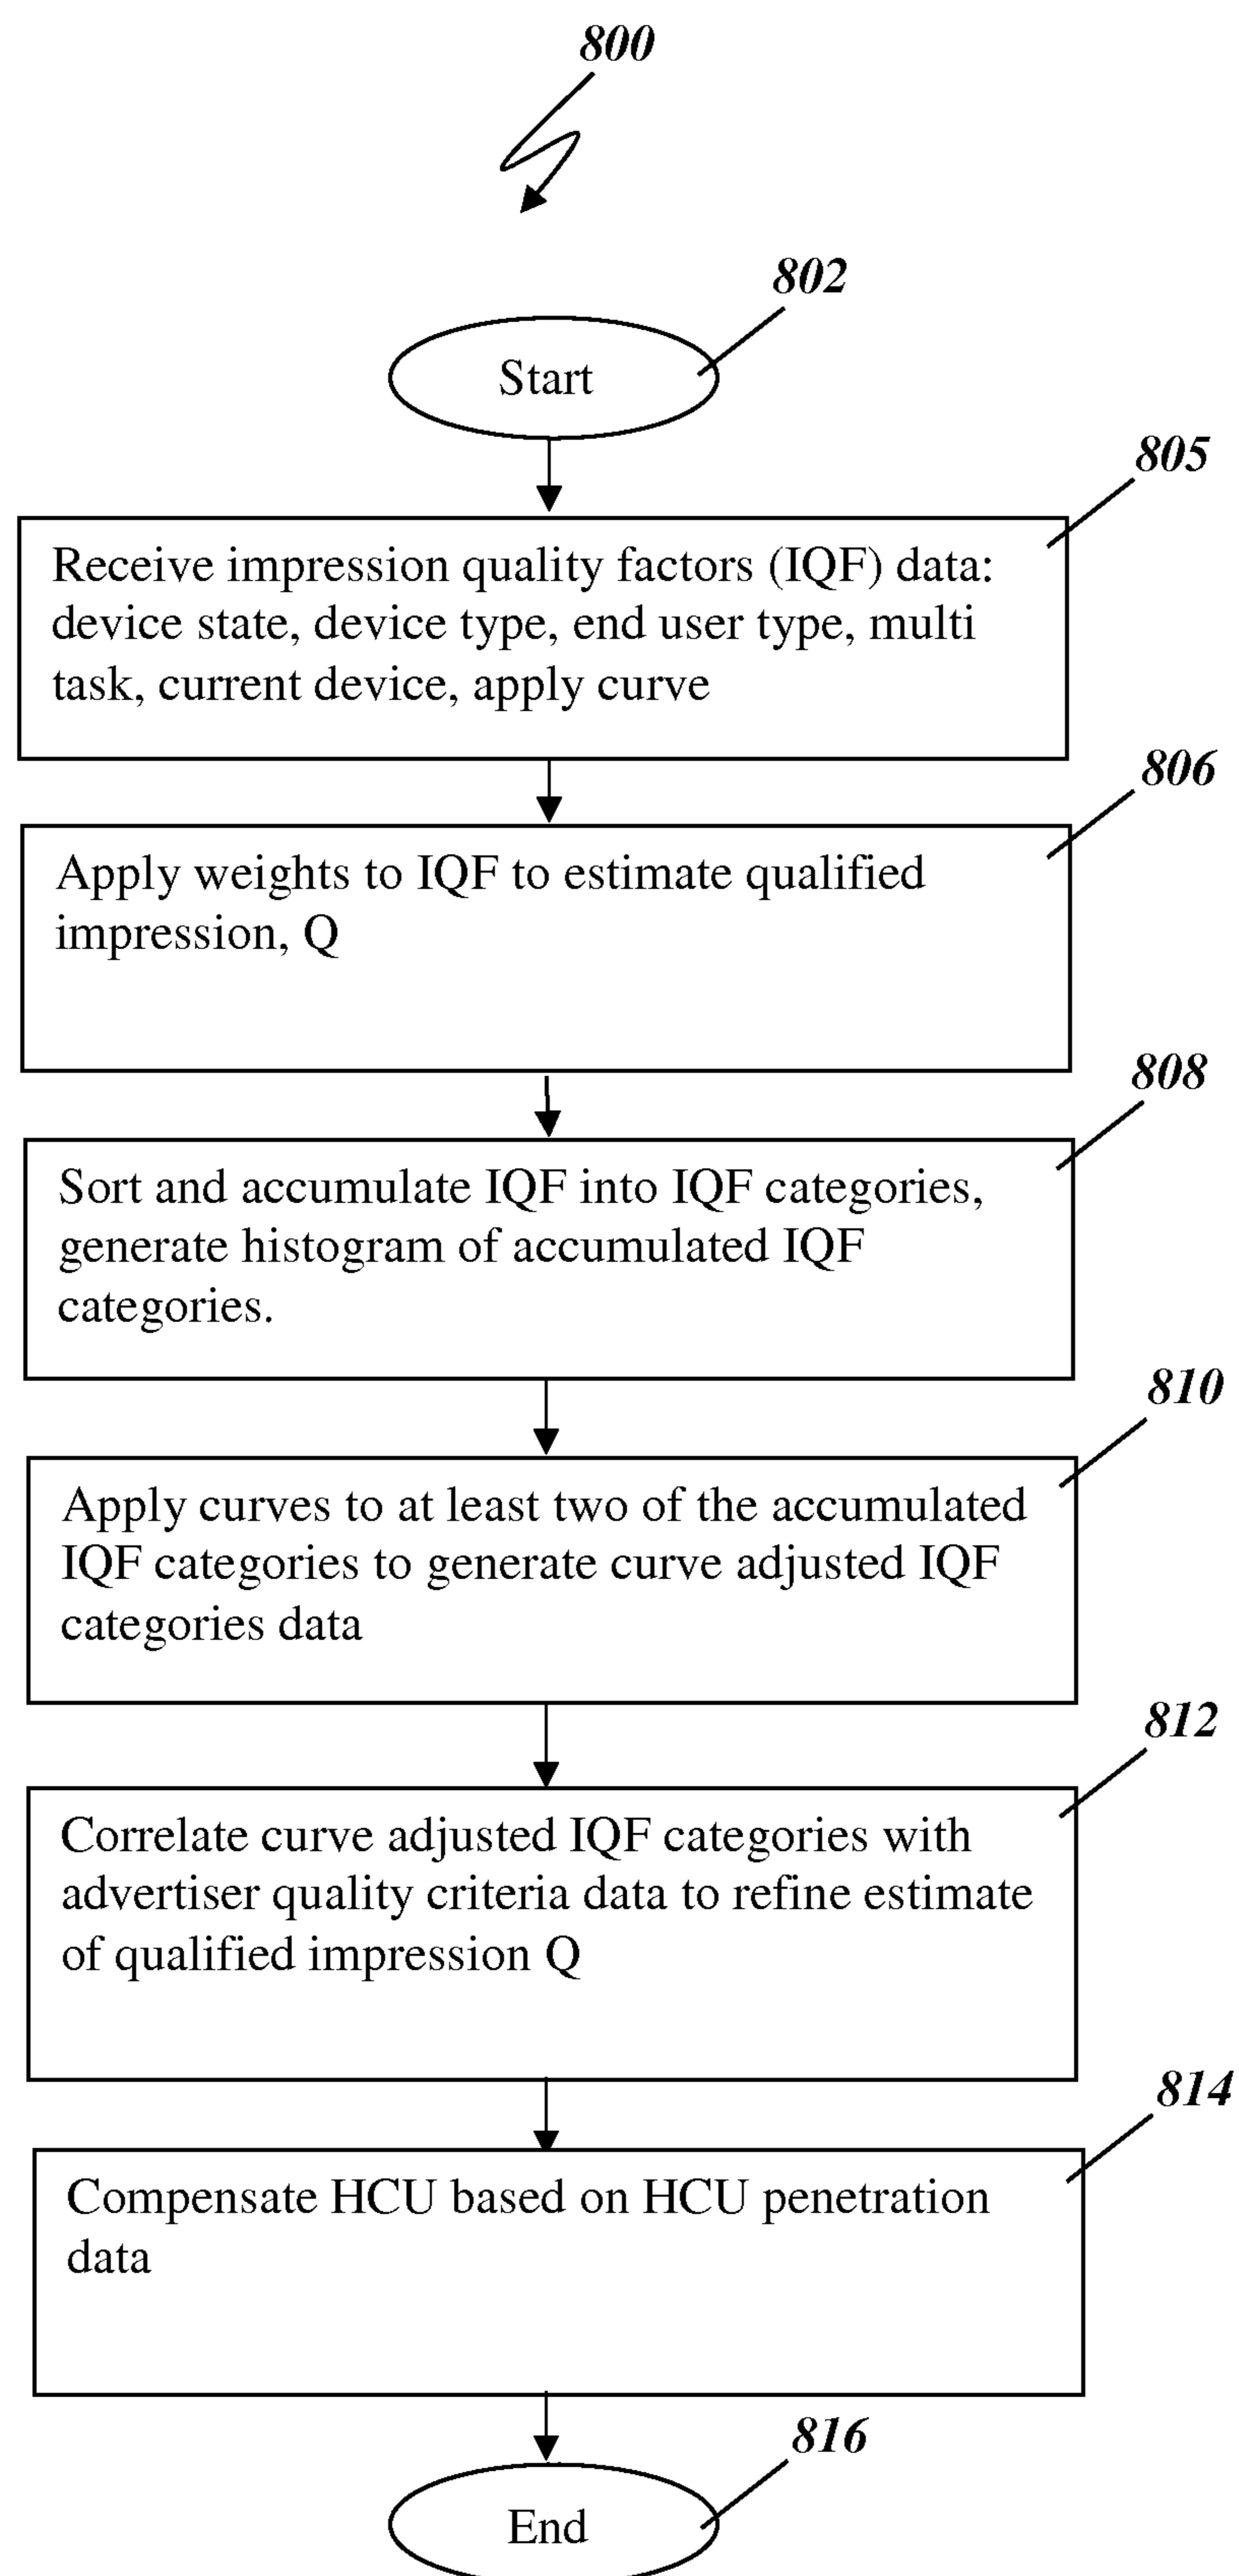 800
802
Start
805
Receive impression quality factors (IQF) data:
device state, device type, end user type, multi
task, current device, apply curve
806
Apply weights to IQF to estimate qualified
impression, Q
808
Sort and accumulate IQF into IQF categories,
generate histogram of accumulated IQF
categories.
810
Apply curves to at least two of the accumulated
IQF categories to generate curve adjusted IQF
categories data
812
Correlate curve adjusted IQF categories with
advertiser quality criteria data to refine estimate
of qualified impression Q
814
Compensate HCU based on HCU penetration
data
816
End